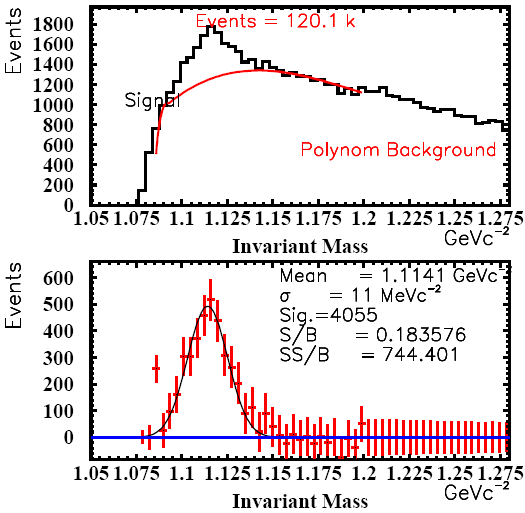 Events = 120.1 k
Events
1800
1600
1400
1200
1000
800
600
400
200
0
Signal
Polynom Background
1.05 1.075 1.1 1.125 1.15 1.175 1.2 1.225 1.25 1.275
Invariant Mass
GeVc⁻²
Events
600
500
400
300
200
100
0
Mean = 1.1141 GeVc⁻²
σ = 11 MeVc⁻²
Sig.=4055
S/B = 0.183576
SS/B = 744.401
1.05 1.075 1.1 1.125 1.15 1.175 1.2 1.225 1.25 1.275
Invariant Mass
GeVc⁻²